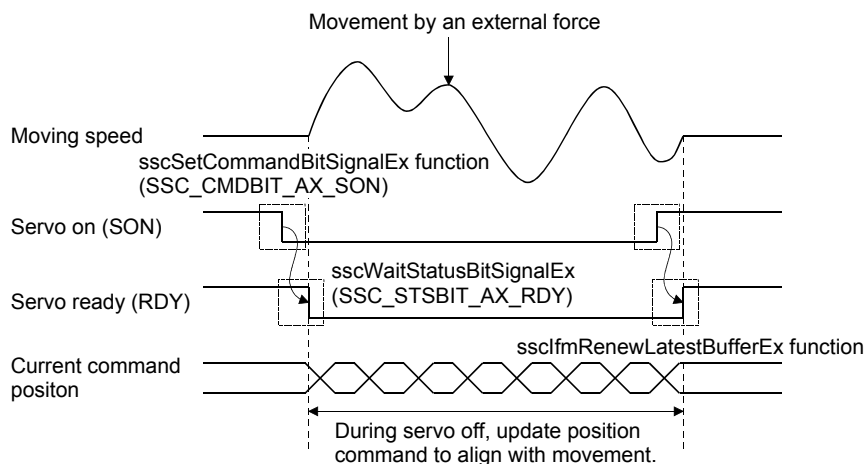 Movement by an external force
Moving speed
sscSetCommandBitSignalEx function
(SSC_CMDBIT_AX_SON)
Servo on (SON)
sscWaitStatusBitSignalEx
(SSC_STSBIT_AX_RDY)
Servo ready (RDY)
sscIfmRenewLatestBufferEx function
Current command
positon
During servo off, update position
command to align with movement.